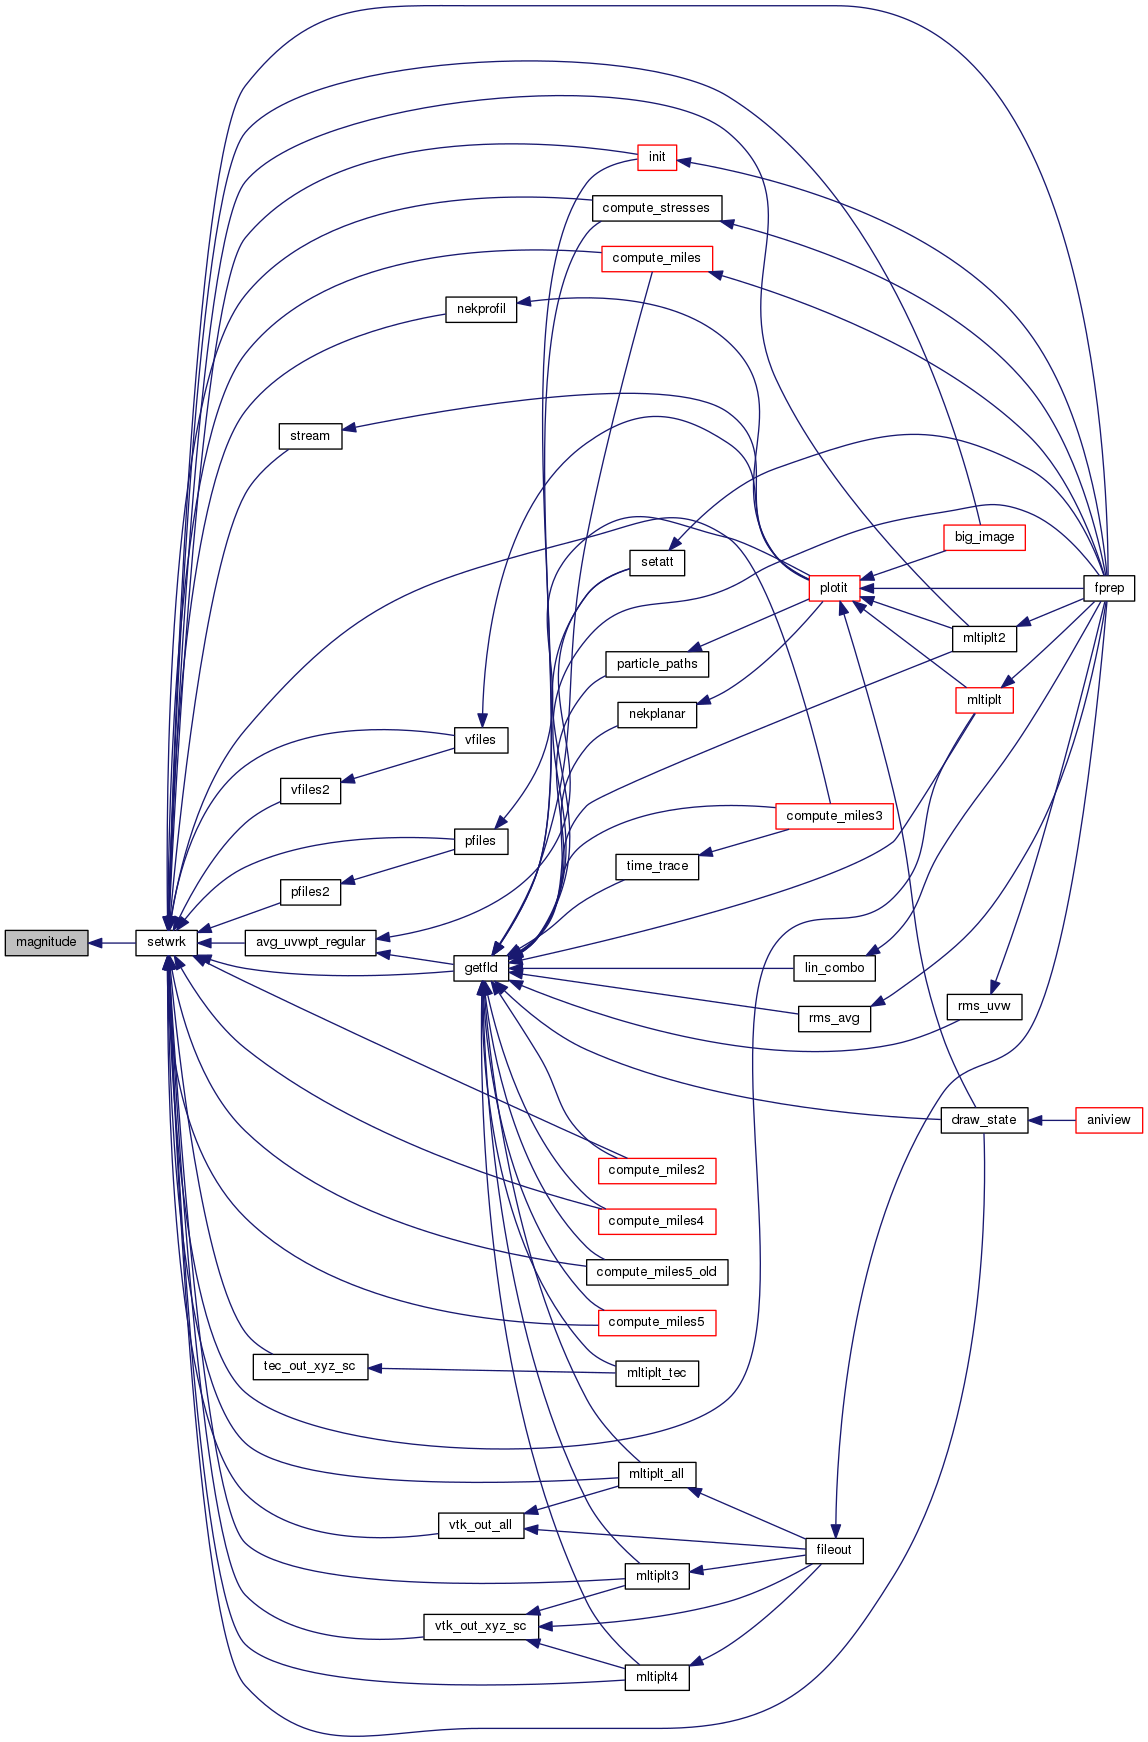 init
compute_stresses
compute_miles
nekprofil
stream
big_image
setatt
plotit
fprep
mltiplt2
particle_paths
mltiplt
nekplanar
vfiles
vfiles2
compute_miles3
pfiles
time_trace
pfiles2
magnitude
setwrk
avg_uvwpt_regular
getfld
lin_combo
rms_uvw
rms_avg
draw_state
aniview
compute_miles2
compute_miles4
compute_miles5_old
compute_miles5
tec_out_xyz_sc
mltiplt_tec
mltiplt_all
vtk_out_all
fileout
mltiplt3
vtk_out_xyz_sc
mltiplt4